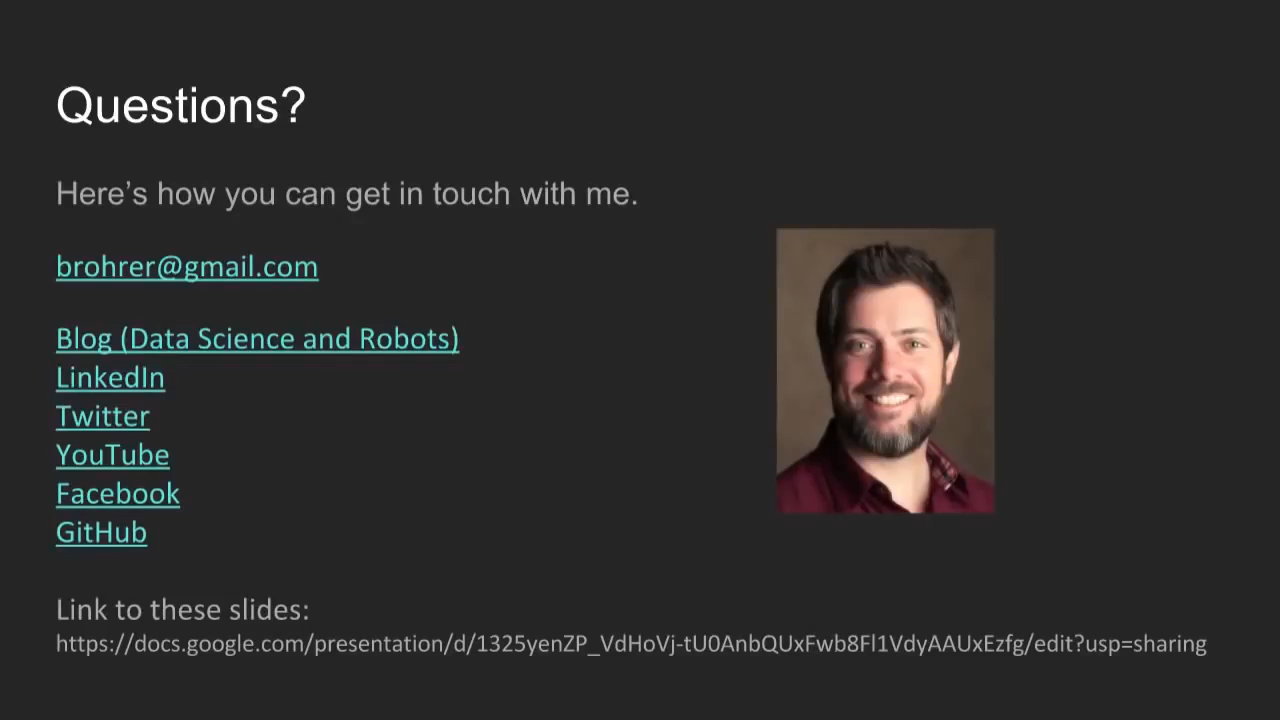 Questions?
Here’s how you can get in touch with me.
brohrer@gmail.com
Blog (Data Science and Robots)
LinkedIn
Twitter
YouTube
Facebook
GitHub
Link to these slides:
https://docs.google.com/presentation/d/1325yenZP_VdHoVj-tU0AnbQUxFwb8Fl1VdyAAUxEzfg/edit?usp=sharing